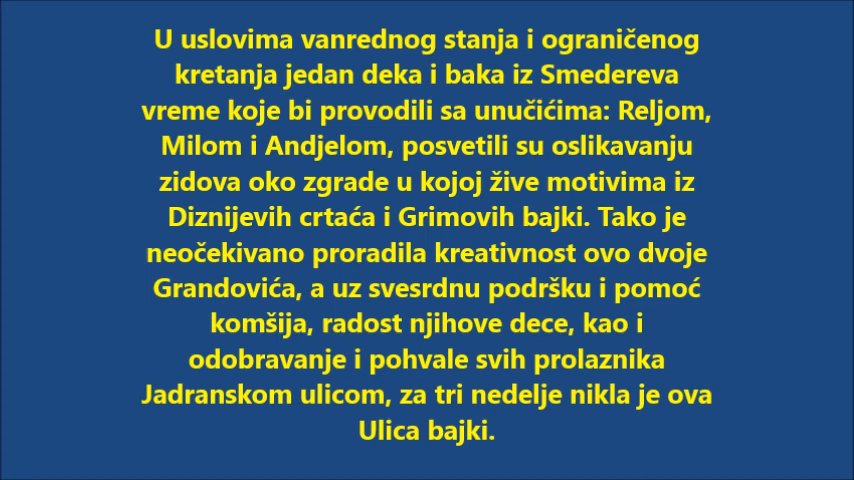 U uslovima vanrednog stanja i ograničenog
kretanja jedan deka i baka iz Smedereva
vreme koje bi provodili sa unučićima: Reljom,
Milom i Andjelom, posvetili su oslikavanju
zidova oko zgrade u kojoj žive motivima iz
Diznijevih crtaća i Grimovih bajki. Tako je
neočekivano proradila kreativnost ovo dvoje
Grandovića, a uz svesrdnu podršku i pomoć
komšija, radost njihove dece, kao i
odobravanje i pohvale svih prolaznika
Jadranskom ulicom, za tri nedelje nikla je ova
Ulica bajki.